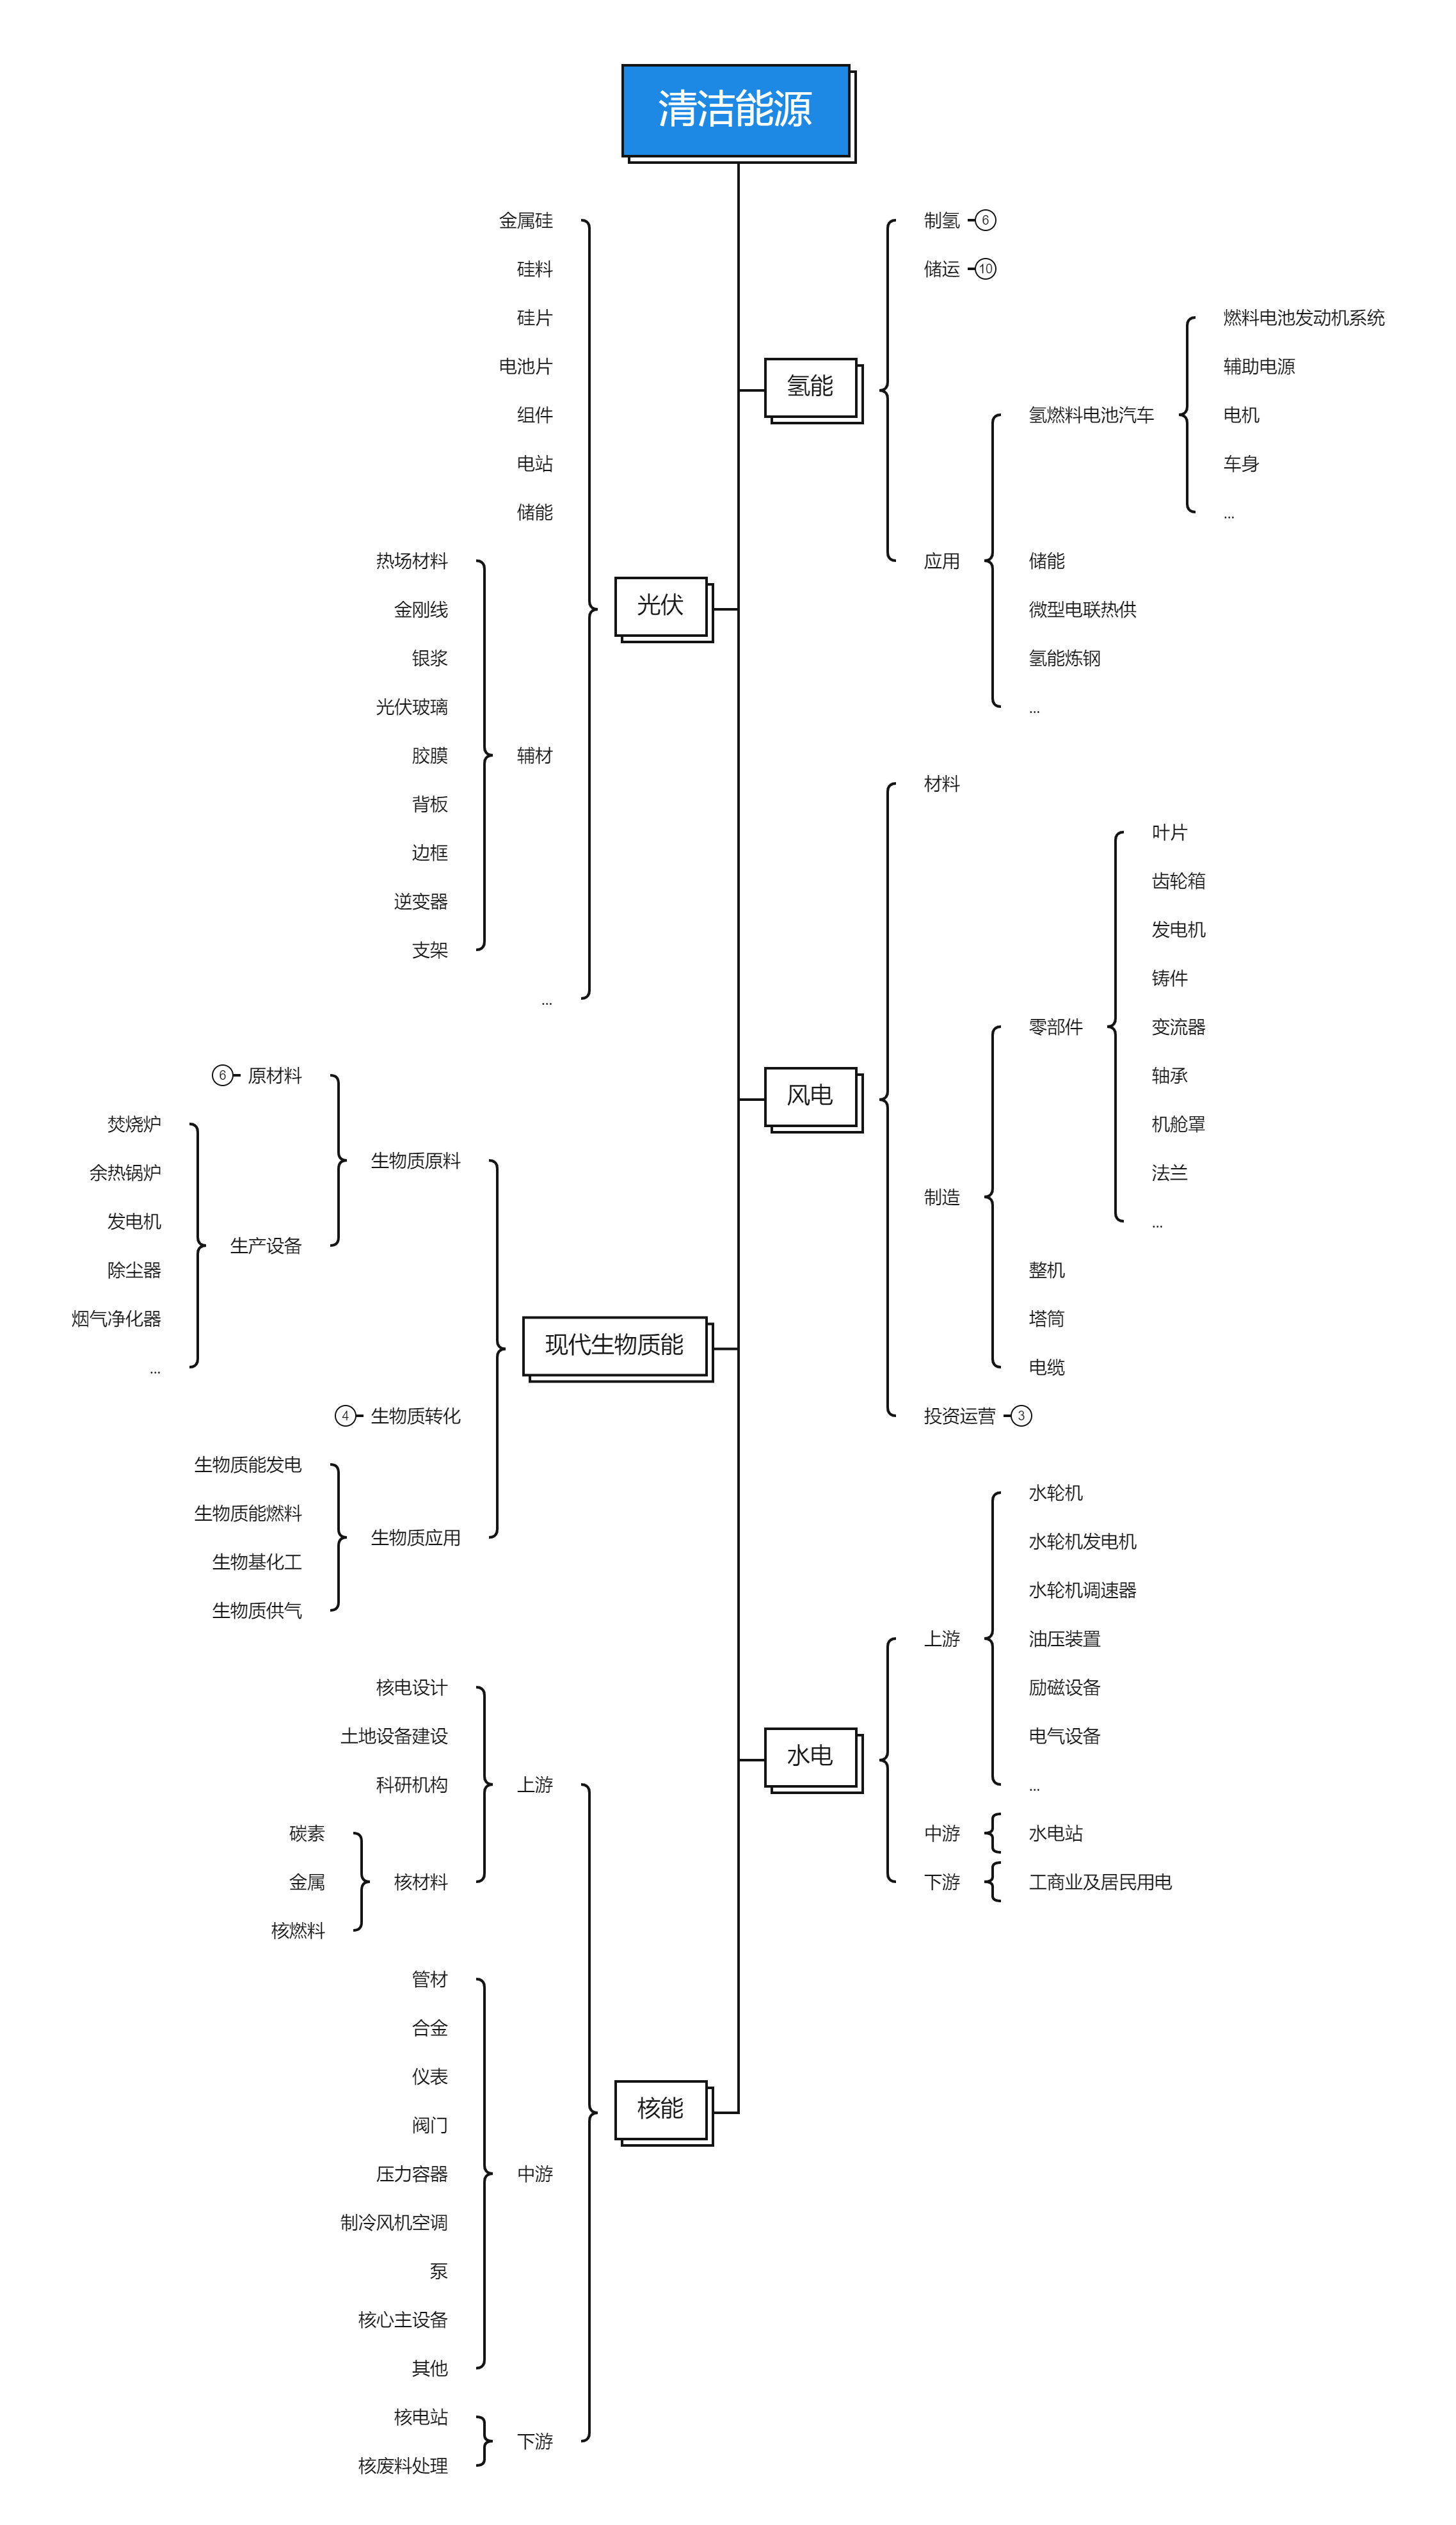 清洁能源
氢能
制氢
6
储运
10
应用
氢燃料电池汽车
燃料电池发动机系统
辅助电源
电机
车身
...
储能
微型电联热供
氢能炼钢
...
光伏
金属硅
硅料
硅片
电池片
组件
电站
储能
辅材
热场材料
金刚线
银浆
光伏玻璃
胶膜
背板
边框
逆变器
支架
...
风电
材料
制造
零部件
叶片
齿轮箱
发电机
铸件
变流器
轴承
机舱罩
法兰
...
整机
塔筒
电缆
投资运营
3
现代生物质能
生物质原料
原材料
6
生产设备
焚烧炉
余热锅炉
发电机
除尘器
烟气净化器
...
生物质转化
4
生物质应用
生物质能发电
生物质能燃料
生物基化工
生物质供气
水电
上游
水轮机
水轮机发电机
水轮机调速器
油压装置
励磁设备
电气设备
...
中游
水电站
下游
工商业及居民用电
核能
上游
核电设计
土地设备建设
科研机构
核材料
碳素
金属
核燃料
中游
管材
合金
仪表
阀门
压力容器
制冷风机空调
泵
核心主设备
其他
下游
核电站
核废料处理